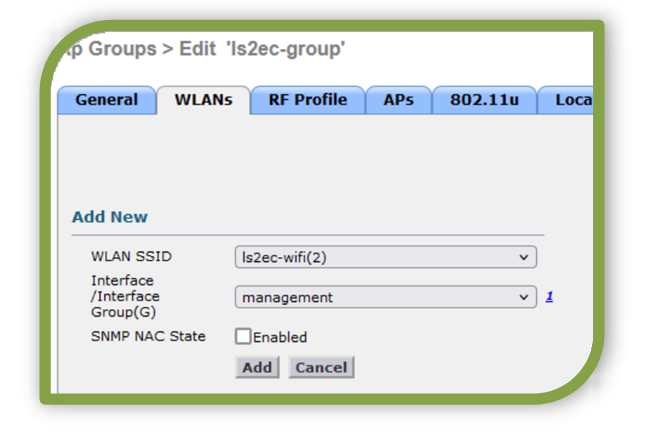 Groups > Edit 'ls2ec-group'
General WLANs RF Profile APs 802.11u Loca
Add New
WLAN SSID ls2ec-wifi(2)
Interface
/Interface management 1
Group(G)
SNMP NAC State Enabled
Add Cancel